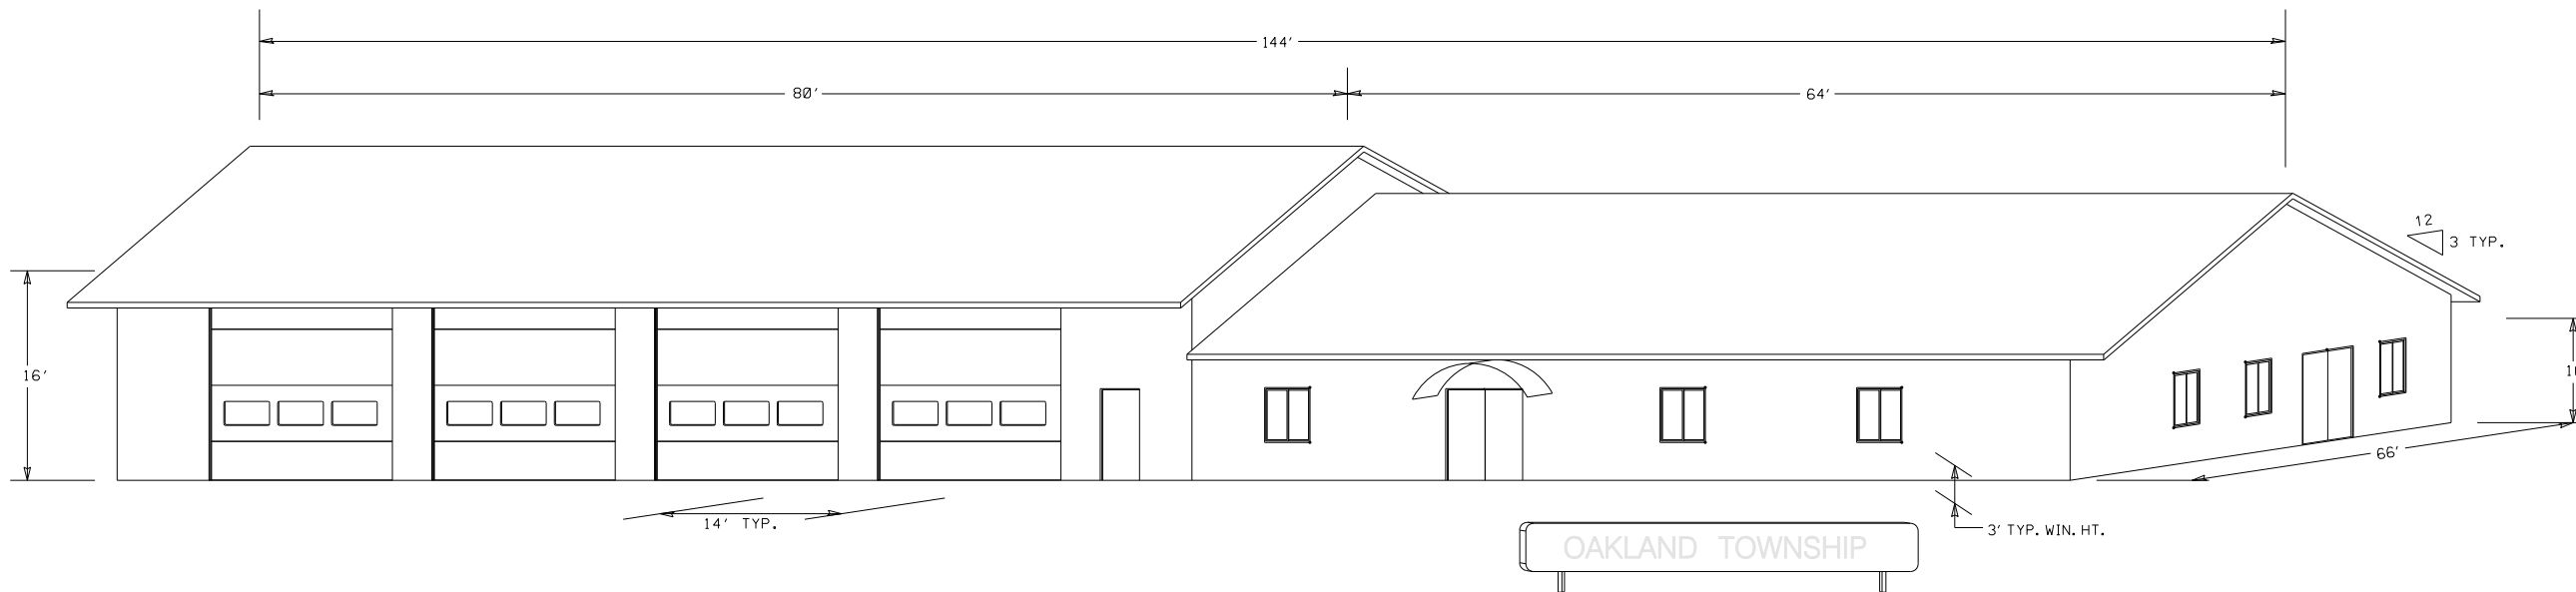 144'
80'
64'
12
3 TYP.
16'
66'
14' TYP.
3' TYP. WIN. HT.
OAKLAND TOWNSHIP